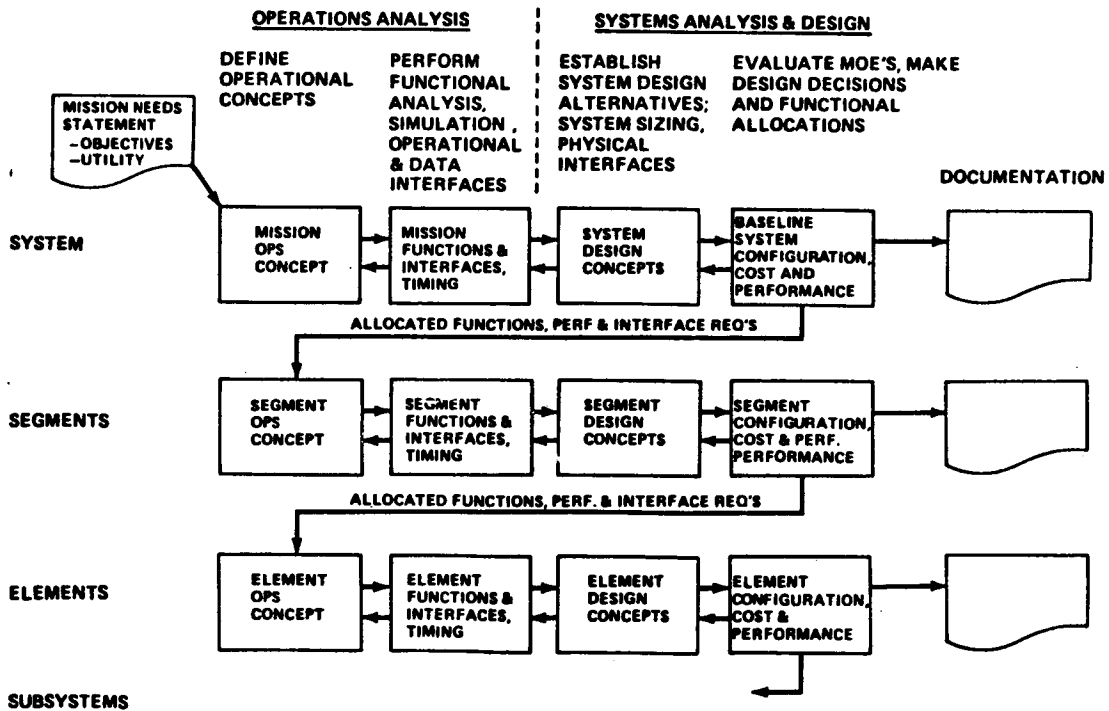 OPERATIONS ANALYSIS
SYSTEMS ANALYSIS & DESIGN
DEFINE
OPERATIONAL
CONCEPTS
PERFORM
FUNCTIONAL
ANALYSIS,
SIMULATION,
OPERATIONAL
& DATA
INTERFACES
ESTABLISH
SYSTEM DESIGN
ALTERNATIVES;
SYSTEM SIZING,
PHYSICAL
INTERFACES
EVALUATE MOE'S, MAKE
DESIGN DECISIONS
AND FUNCTIONAL
ALLOCATIONS
MISSION NEEDS
STATEMENT
-OBJECTIVES
-UTILITY
DOCUMENTATION
SYSTEM
MISSION
OPS
CONCEPT
MISSION
FUNCTIONS &
INTERFACES,
TIMING
SYSTEM
DESIGN
CONCEPTS
BASELINE
SYSTEM
CONFIGURATION,
COST AND
PERFORMANCE
ALLOCATED FUNCTIONS, PERF & INTERFACE REQ'S
SEGMENTS
SEGMENT
OPS
CONCEPT
SEGMENT
FUNCTIONS &
INTERFACES,
TIMING
SEGMENT
DESIGN
CONCEPTS
SEGMENT
CONFIGURATION,
COST & PERF.
PERFORMANCE
ALLOCATED FUNCTIONS, PERF. & INTERFACE REQ'S
ELEMENTS
ELEMENT
OPS
CONCEPT
ELEMENT
FUNCTIONS &
INTERFACES,
TIMING
ELEMENT
DESIGN
CONCEPTS
ELEMENT
CONFIGURATION,
COST &
PERFORMANCE
SUBSYSTEMS